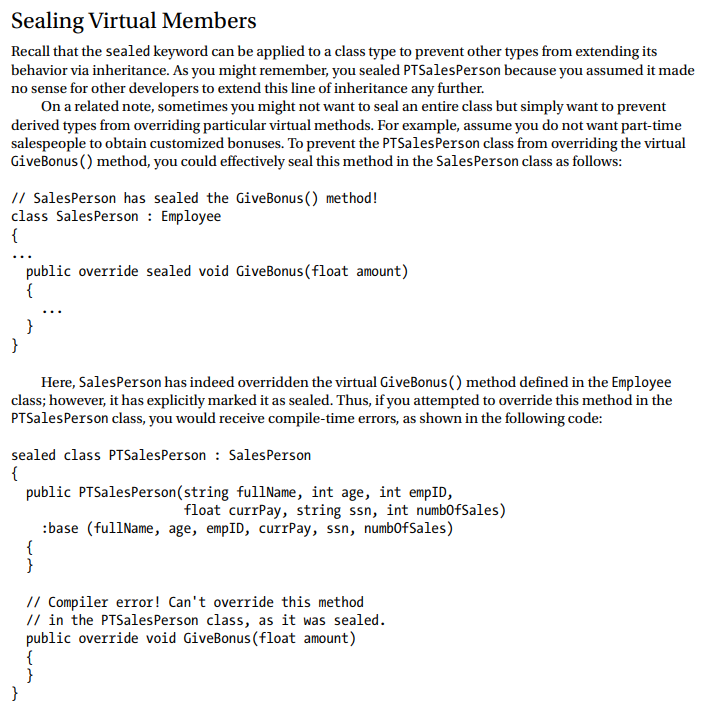 Sealing Virtual Members
Recall that the sealed keyword can be applied to a class type to prevent other types from extending its
behavior via inheritance. As you might remember, you sealed PTSalesPerson because you assumed it made
no sense for other developers to extend this line of inheritance any further.
On a related note, sometimes you might not want to seal an entire class but simply want to prevent
derived types from overriding particular virtual methods. For example, assume you do not want part-time
salespeople to obtain customized bonuses. To prevent the PTSalesPerson class from overriding the virtual
GiveBonus() method, you could effectively seal this method in the SalesPerson class as follows:
// SalesPerson has sealed the GiveBonus() method!
class SalesPerson : Employee
{
...
public override sealed void GiveBonus(float amount)
{
...
}
}
Here, SalesPerson has indeed overridden the virtual GiveBonus() method defined in the Employee
class; however, it has explicitly marked it as sealed. Thus, if you attempted to override this method in the
PTSalesPerson class, you would receive compile-time errors, as shown in the following code:
sealed class PTSalesPerson : SalesPerson
{
public PTSalesPerson(string fullName, int age, int empID,
float currPay, string ssn, int numbOfSales)
:base (fullName, age, empID, currPay, ssn, numbOfSales)
{
}
// Compiler error! Can't override this method
// in the PTSalesPerson class, as it was sealed.
public override void GiveBonus(float amount)
{
}
}